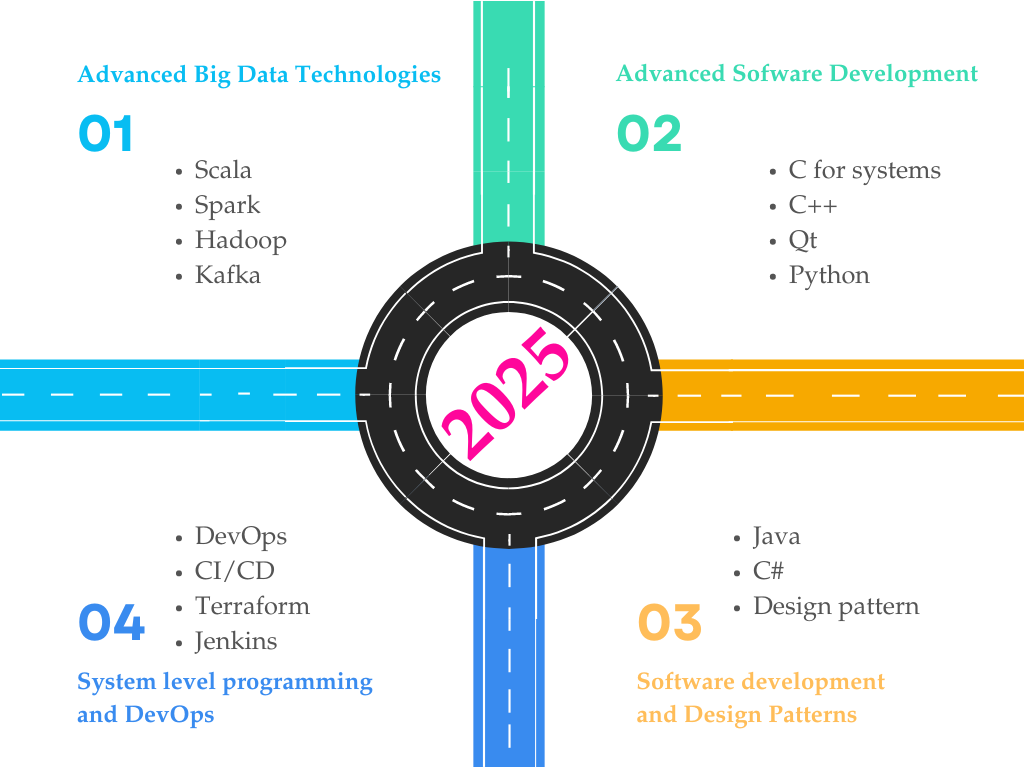 Advanced Big Data Technologies
01
Scala
Spark
Hadoop
Kafka
Advanced Sofware Development
02
C for systems
C++
Qt
Python
2025
DevOps
CI/CD
Terraform
Jenkins
04
System level programming
and DevOps
Java
C#
Design pattern
03
Software development
and Design Patterns